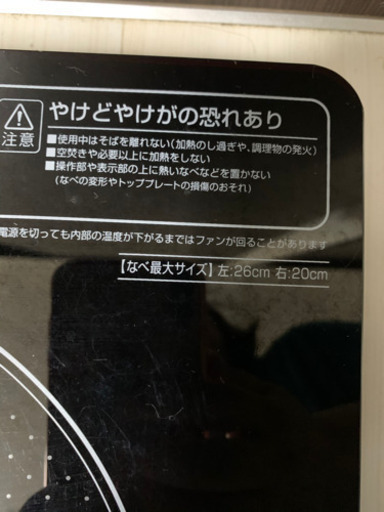 注意
やけどやけがの恐れあり
■使用中はそばを離れない(加熱のし過ぎや、調理物の発火)
■空焚きや必要以上に加熱をしない
■操作部や表示部の上に熱いなべなどを置かない
(なべの変形やトッププレートの損傷のおそれ)
電源を切っても内部の温度が下がるまではファンが回ることがあります
【なべ最大サイズ】左:26cm 右:20cm